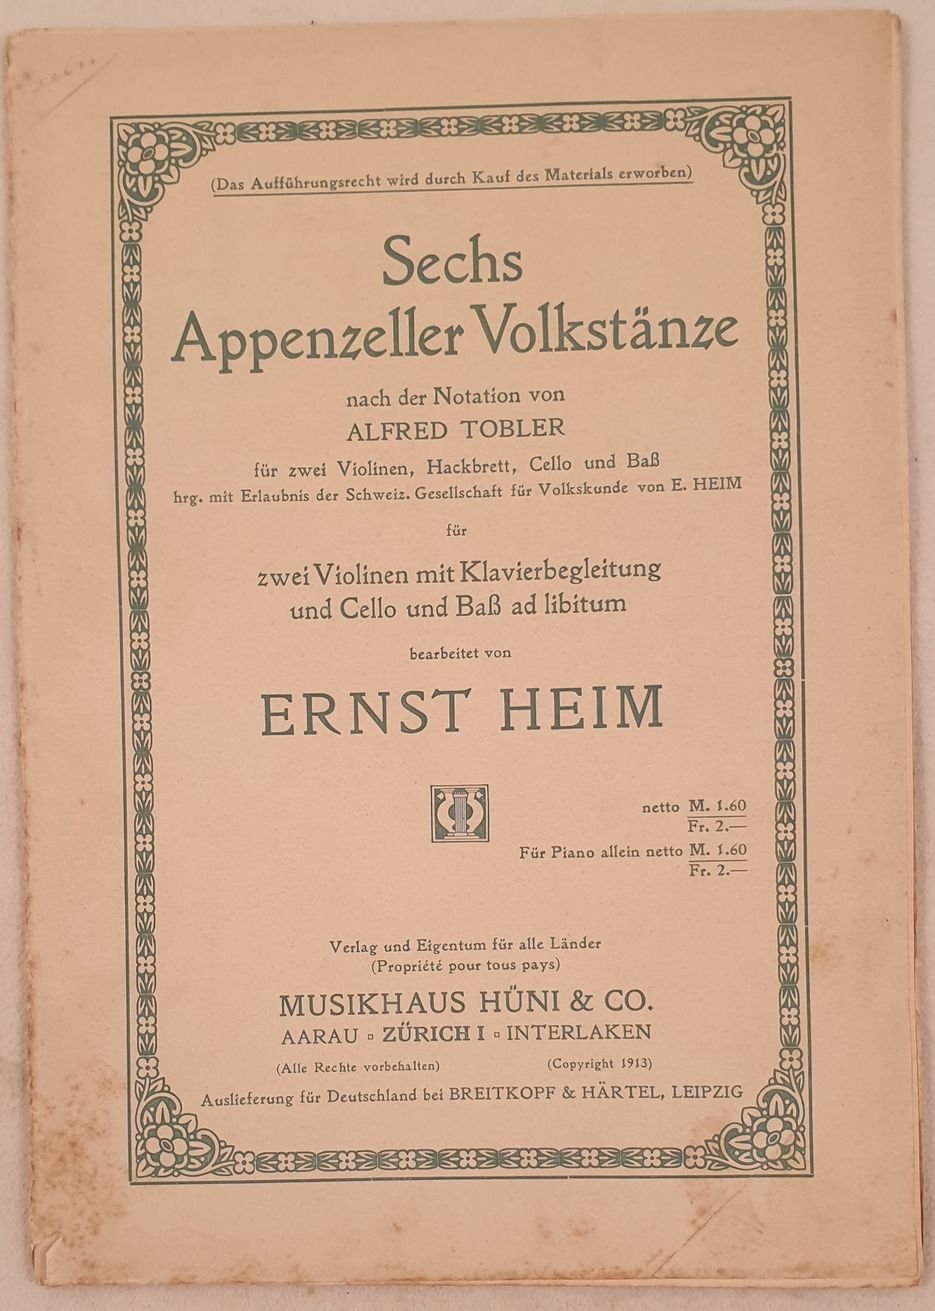 (Das Aufführungsrecht wird durch Kauf des Materials erworben)
Sechs
Appenzeller Volkstänze
nach der Notation von
ALFRED TOBLER
für zwei Violinen, Hackbrett, Cello und Baß
hrg. mit Erlaubnis der Schweiz. Gesellschaft für Volkskunde von E. HEIM
für
zwei Violinen mit Klavierbegleitung
und Cello und Baß ad libitum
bearbeitet von
ERNST HEIM
netto M. 1.60
Fr. 2.—
Für Piano allein netto M. 1.60
Fr. 2.—
Verlag und Eigentum für alle Länder
(Propriété pour tous pays)
MUSIKHAUS HÜNI & CO.
AARAU ▫ ZÜRICH I ▫ INTERLAKEN
(Alle Rechte vorbehalten) (Copyright 1913)
Auslieferung für Deutschland bei BREITKOPF & HÄRTEL, LEIPZIG